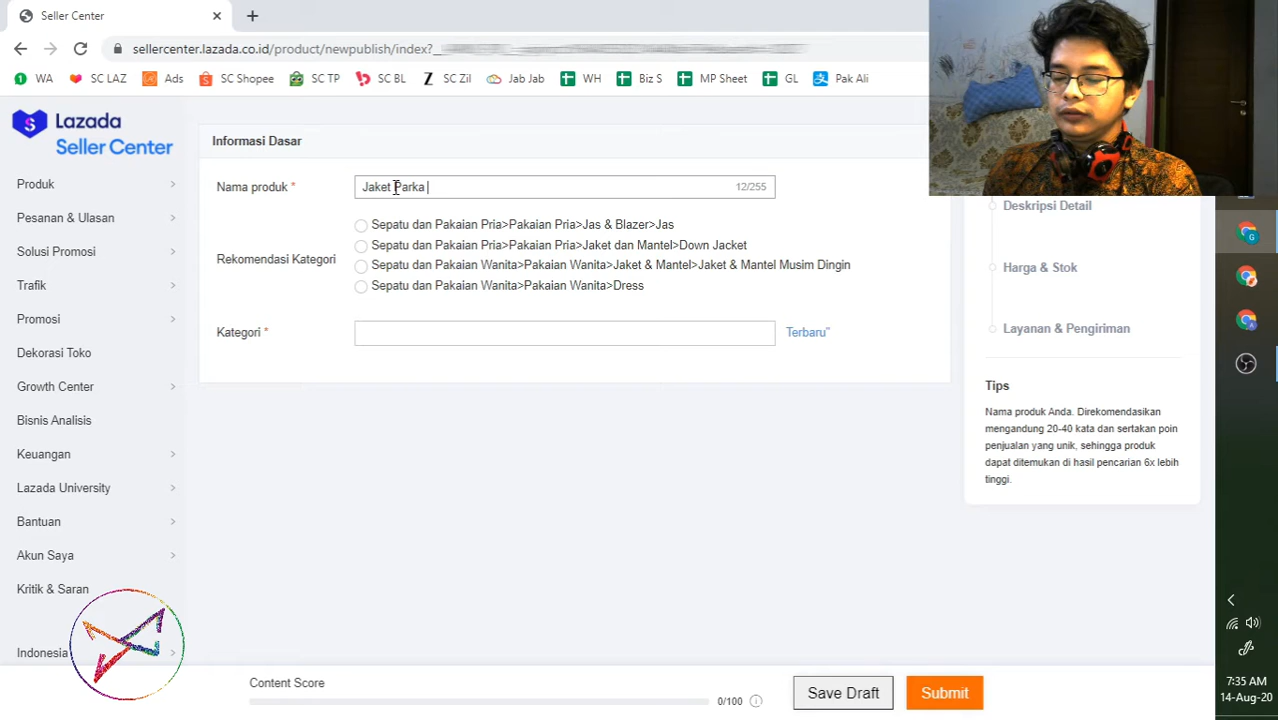 Seller Center
sellercenter.lazada.co.id/product/newpublish/index?_
WA
SC LAZ
Ads
SC Shopee
SC TP
SC BL
SC Zil
Jab Jab
WH
Biz S
MP Sheet
GL
Pak Ali
Lazada
Seller Center
Produk
Pesanan & Ulasan
Solusi Promosi
Trafik
Promosi
Dekorasi Toko
Growth Center
Bisnis Analisis
Keuangan
Lazada University
Bantuan
Akun Saya
Kritik & Saran
Indonesia
Informasi Dasar
Nama produk *
Jaket Parka
12/255
Rekomendasi Kategori
Sepatu dan Pakaian Pria>Pakaian Pria>Jas & Blazer>Jas
Sepatu dan Pakaian Pria>Pakaian Pria>Jaket dan Mantel>Down Jacket
Sepatu dan Pakaian Wanita>Pakaian Wanita>Jaket & Mantel>Jaket & Mantel Musim Dingin
Sepatu dan Pakaian Wanita>Pakaian Wanita>Dress
Kategori *
Terbaru"
Deskripsi Detail
Harga & Stok
Layanan & Pengiriman
Tips
Nama produk Anda. Direkomendasikan
mengandung 20-40 kata dan sertakan poin
penjualan yang unik, sehingga produk
dapat ditemukan di hasil pencarian 6x lebih
tinggi.
Content Score
0/100
Save Draft
Submit
7:35 AM
14-Aug-20